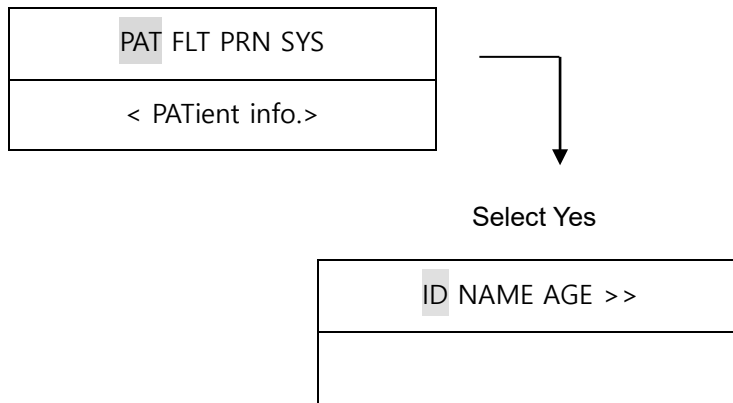 PAT FLT PRN SYS
< PATient info.>
Select Yes
ID NAME AGE >>